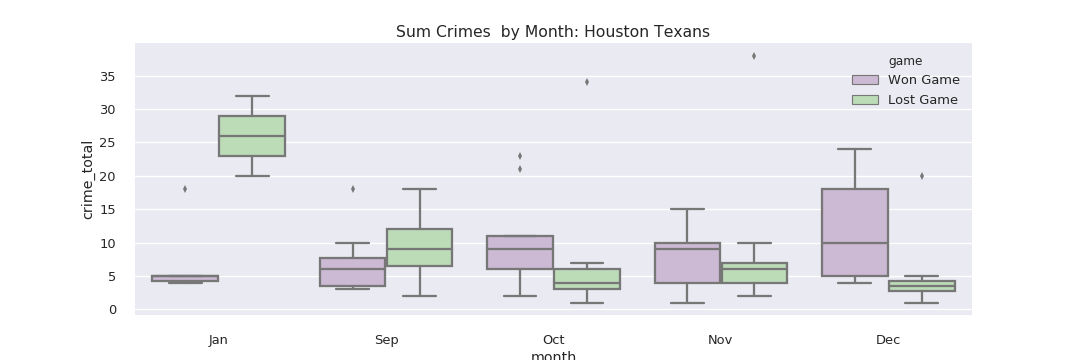 Sum Crimes  by Month: Houston Texans
game
Won Game
Lost Game
crime_total
35
30
25
20
15
10
5
0
Jan
Sep
Oct
Nov
Dec
month